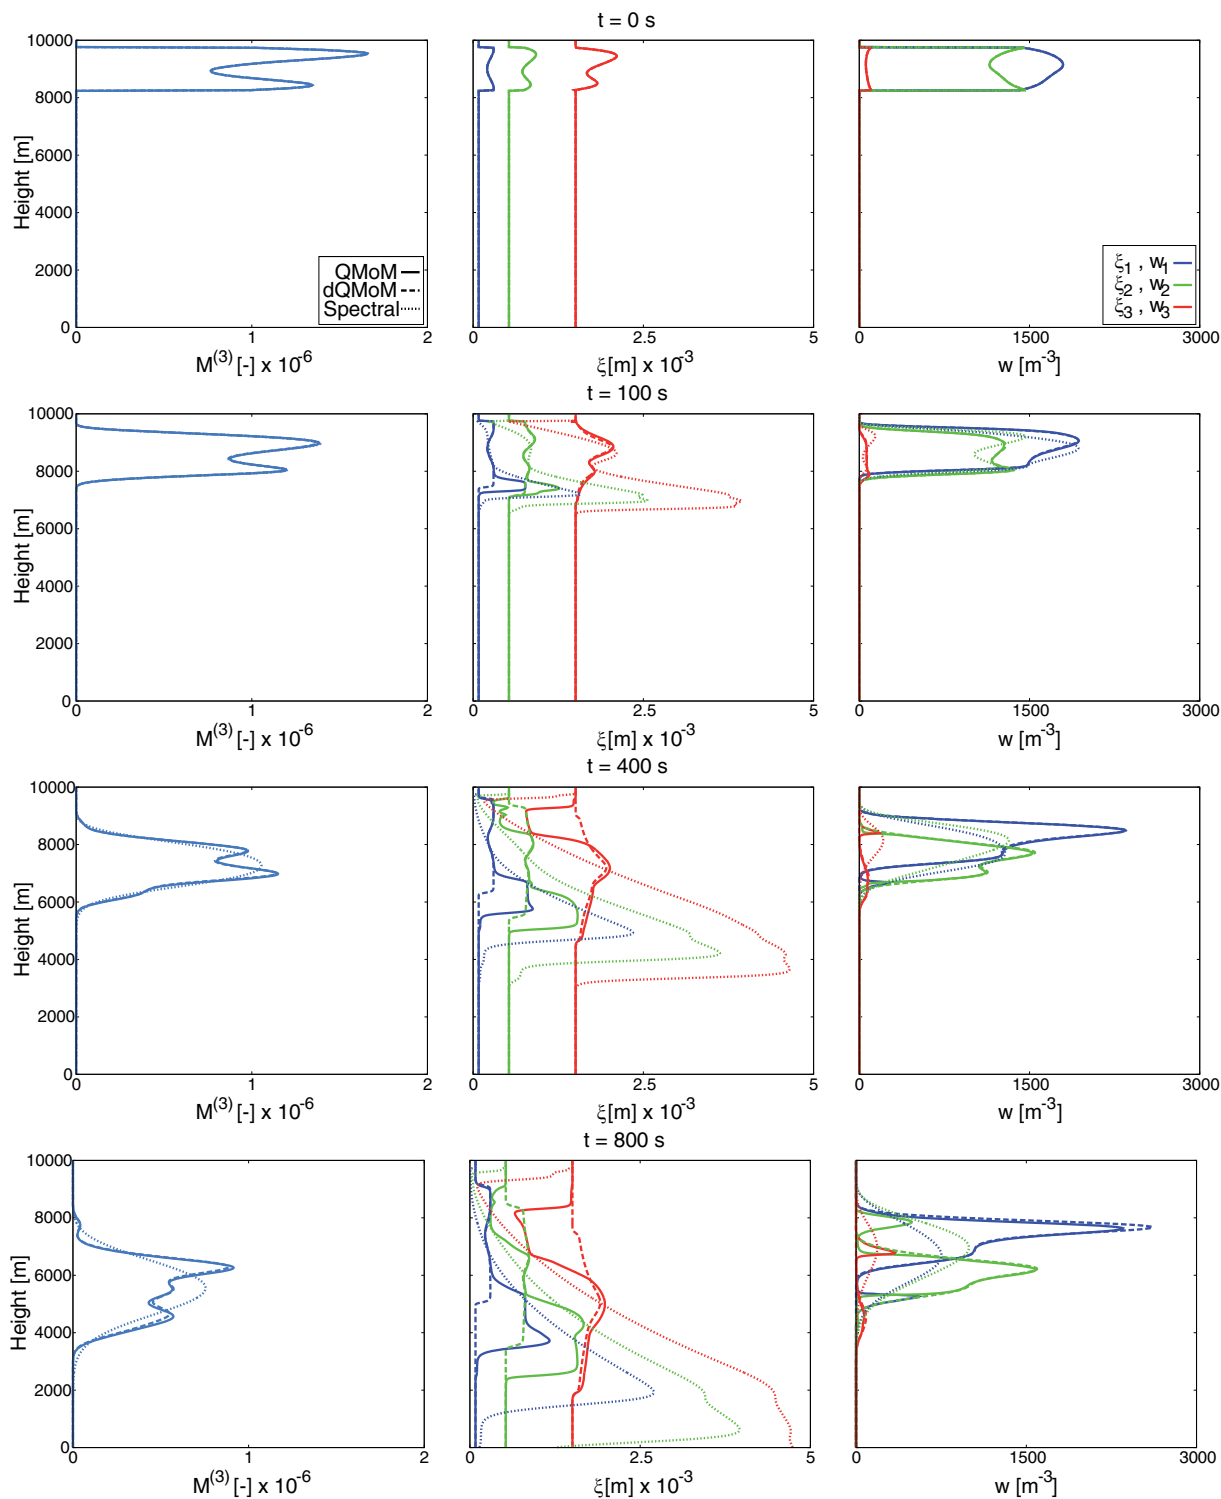 t = 0 s
10000
8000
6000
4000
2000
0
Height [m]
QMoM
dQMoM
Spectral
0 1 2
M(3) [-] x 10-6
0 2.5 5
ξ[m] x 10-3
ξ1 , w1
ξ2 , w2
ξ3 , w3
0 1500 3000
w [m-3]
t = 100 s
10000
8000
6000
4000
2000
0
Height [m]
0 1 2
M(3) [-] x 10-6
0 2.5 5
ξ[m] x 10-3
0 1500 3000
w [m-3]
t = 400 s
10000
8000
6000
4000
2000
0
Height [m]
0 1 2
M(3) [-] x 10-6
0 2.5 5
ξ[m] x 10-3
0 1500 3000
w [m-3]
t = 800 s
10000
8000
6000
4000
2000
0
Height [m]
0 1 2
M(3) [-] x 10-6
0 2.5 5
ξ[m] x 10-3
0 1500 3000
w [m-3]